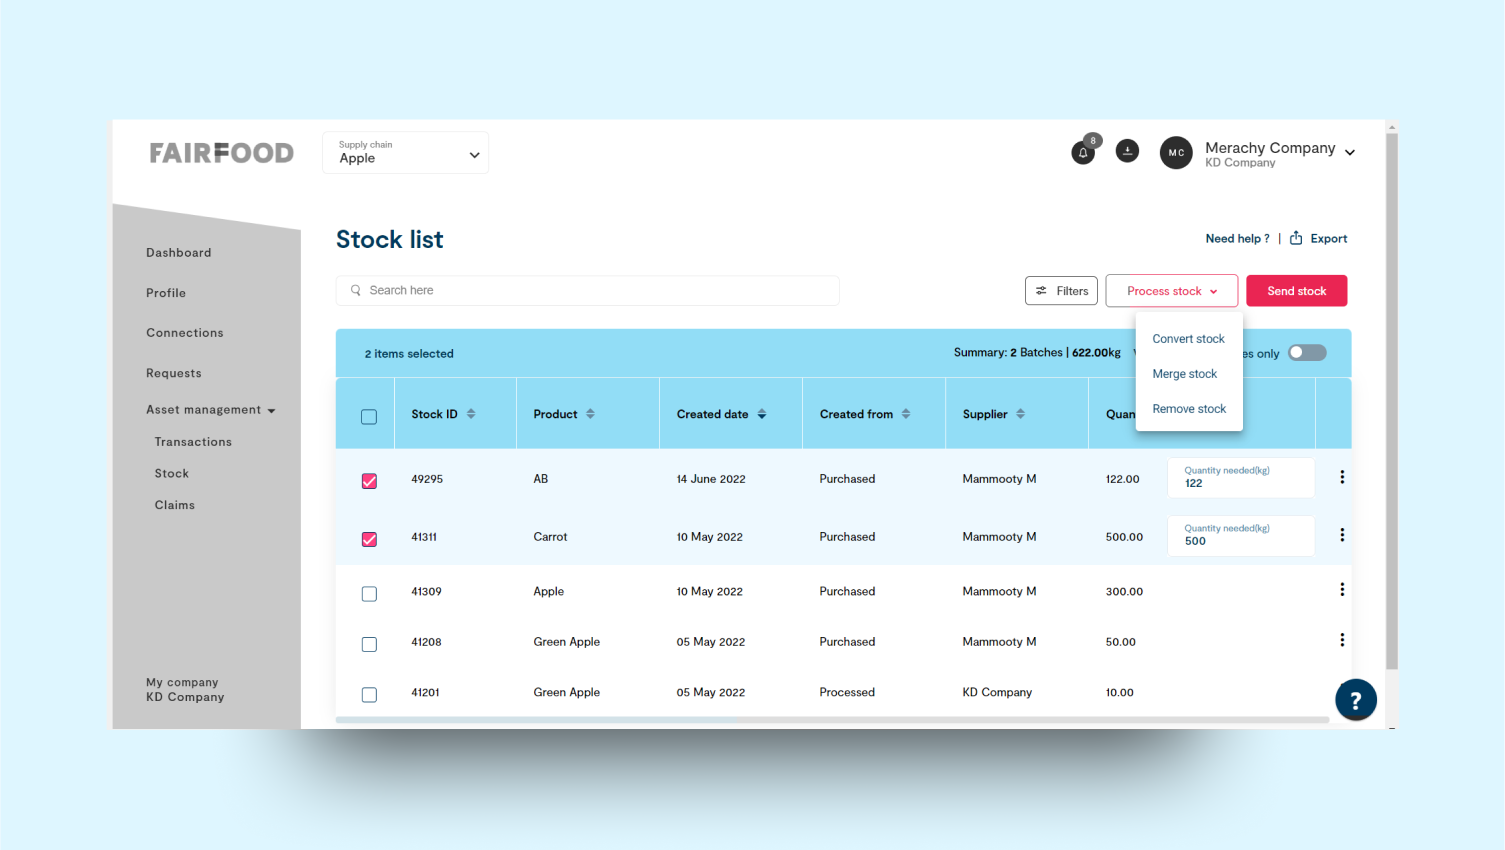 FAIRFOOD
Supply chain
Apple
8
MC
Merachy Company
KD Company
Dashboard
Profile
Connections
Requests
Asset management
Transactions
Stock
Claims
My company
KD Company
Stock list
Need help ? | Export
Search here
Filters
Process stock
Send stock
Convert stock
Merge stock
Remove stock
2 items selected
Summary: 2 Batches | 622.00kg
only
Stock ID Product Created date Created from Supplier
49295 AB 14 June 2022 Purchased Mammooty M 122.00
Quantity needed(kg)
122
41311 Carrot 10 May 2022 Purchased Mammooty M 500.00
Quantity needed(kg)
500
41309 Apple 10 May 2022 Purchased Mammooty M 300.00
41208 Green Apple 05 May 2022 Purchased Mammooty M 50.00
41201 Green Apple 05 May 2022 Processed KD Company 10.00
?